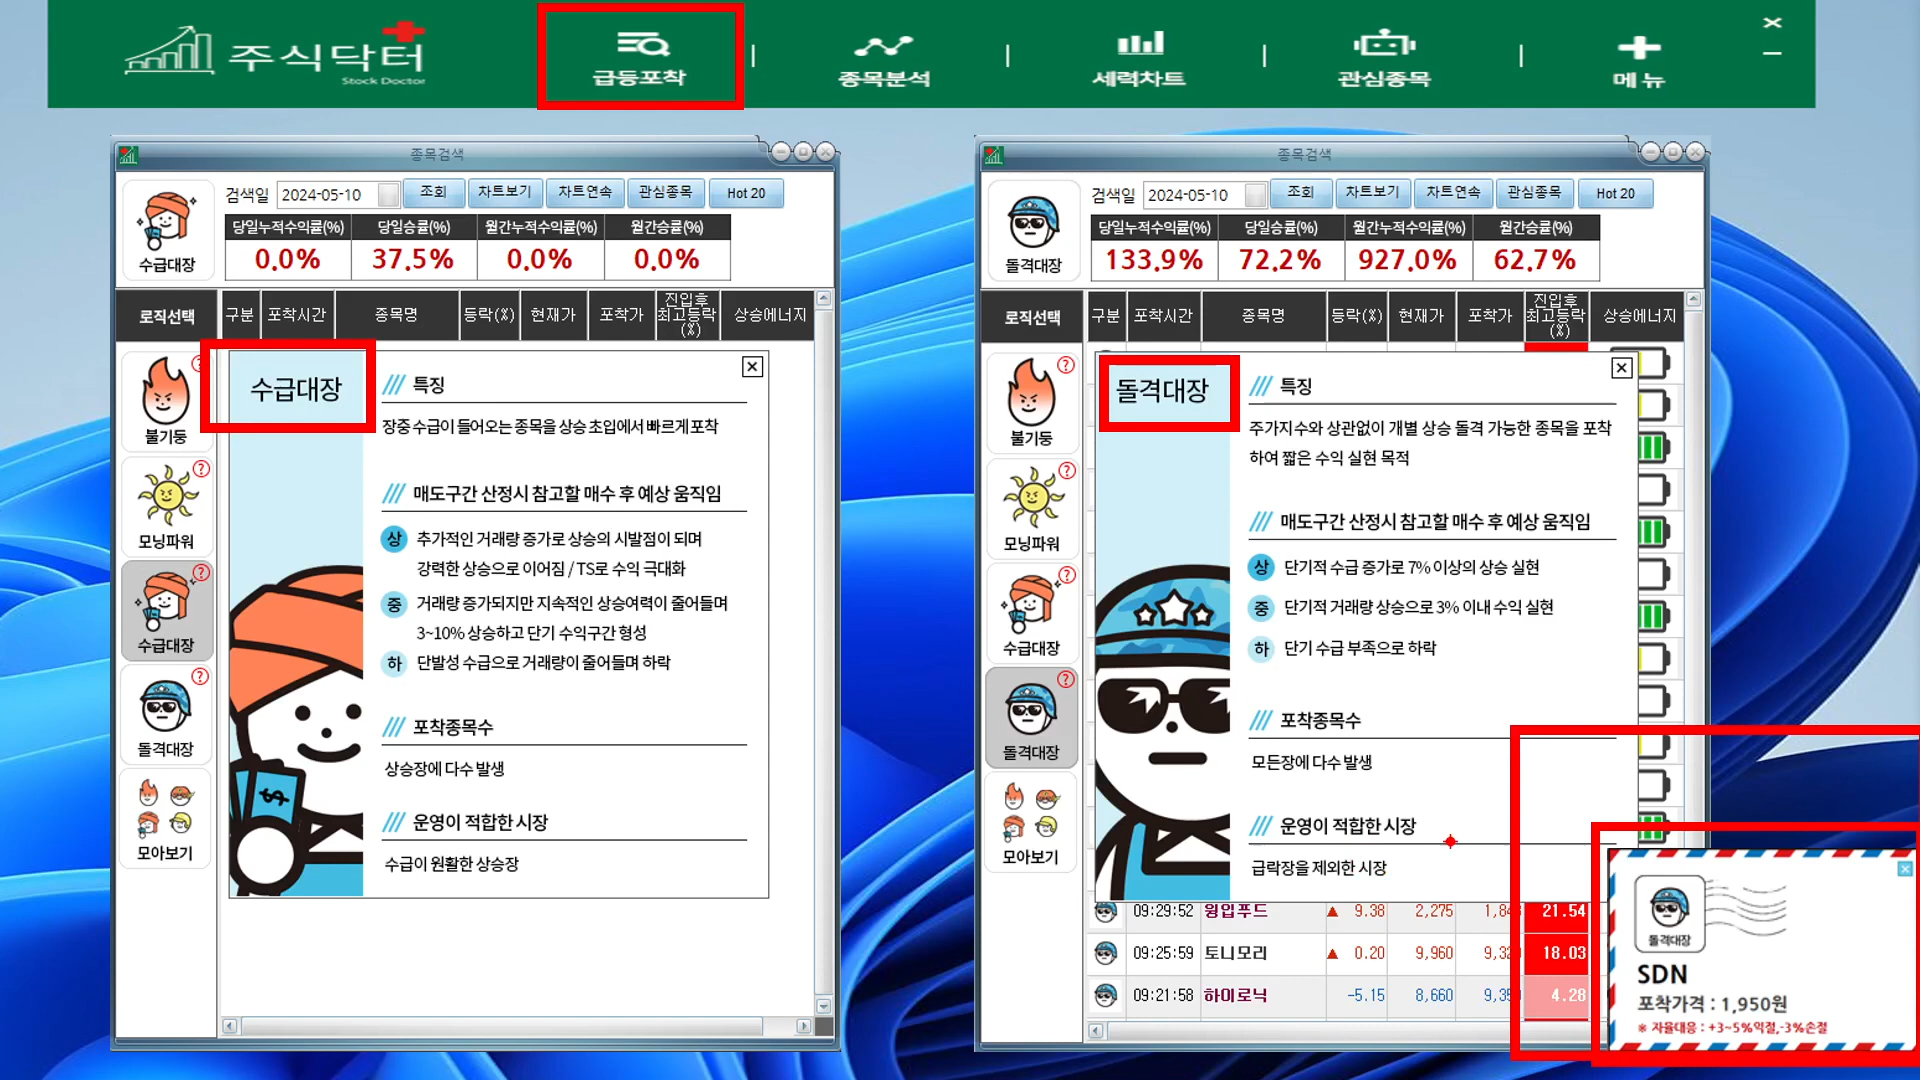 주식닥터
Stock Doctor
급등포착
종목분석
세력차트
관심종목
메뉴
종목검색
수급대장
검색일
2024-05-10
조회
차트보기
차트연속
관심종목
Hot 20
당일누적수익률(%)
당일승률(%)
월간누적수익률(%)
월간승률(%)
0.0%
37.5%
0.0%
0.0%
로직선택
구분
포착시간
종목명
등락(%)
현재가
포착가
진입후
최고등락
(%)
상승에너지
불기둥
?
모닝파워
?
수급대장
?
돌격대장
?
모아보기
수급대장
특징
장중 수급이 들어오는 종목을 상승 초입에서 빠르게 포착
매도구간 산정시 참고할 매수 후 예상 움직임
상 추가적인 거래량 증가로 상승의 시발점이 되며
강력한 상승으로 이어짐 / TS로 수익 극대화
중 거래량 증가되지만 지속적인 상승여력이 줄어들며
3~10% 상승하고 단기 수익구간 형성
하 단발성 수급으로 거래량이 줄어들며 하락
포착종목수
상승장에 다수 발생
운영이 적합한 시장
수급이 원활한 상승장
$
종목검색
돌격대장
검색일
2024-05-10
조회
차트보기
차트연속
관심종목
Hot 20
당일누적수익률(%)
당일승률(%)
월간누적수익률(%)
월간승률(%)
133.9%
72.2%
927.0%
62.7%
로직선택
구분
포착시간
종목명
등락(%)
현재가
포착가
진입후
최고등락
(%)
상승에너지
불기둥
?
모닝파워
?
수급대장
?
돌격대장
?
모아보기
돌격대장
특징
주가지수와 상관없이 개별 상승 돌격 가능한 종목을 포착
하여 짧은 수익 실현 목적
매도구간 산정시 참고할 매수 후 예상 움직임
상 단기적 수급 증가로 7% 이상의 상승 실현
중 단기적 거래량 상승으로 3% 이내 수익 실현
하 단기 수급 부족으로 하락
포착종목수
모든장에 다수 발생
운영이 적합한 시장
급락장을 제외한 시장
09:29:52 윙입푸드 ▲ 9.38 2,275 21.54
09:25:59 토니모리 ▲ 0.20 9,960 18.03
09:21:58 하이로닉 -5.15 8,660 4.28
돌격대장
SDN
포착가격 : 1,950원
※ 자율대응 : +3~5%익절,-3%손절